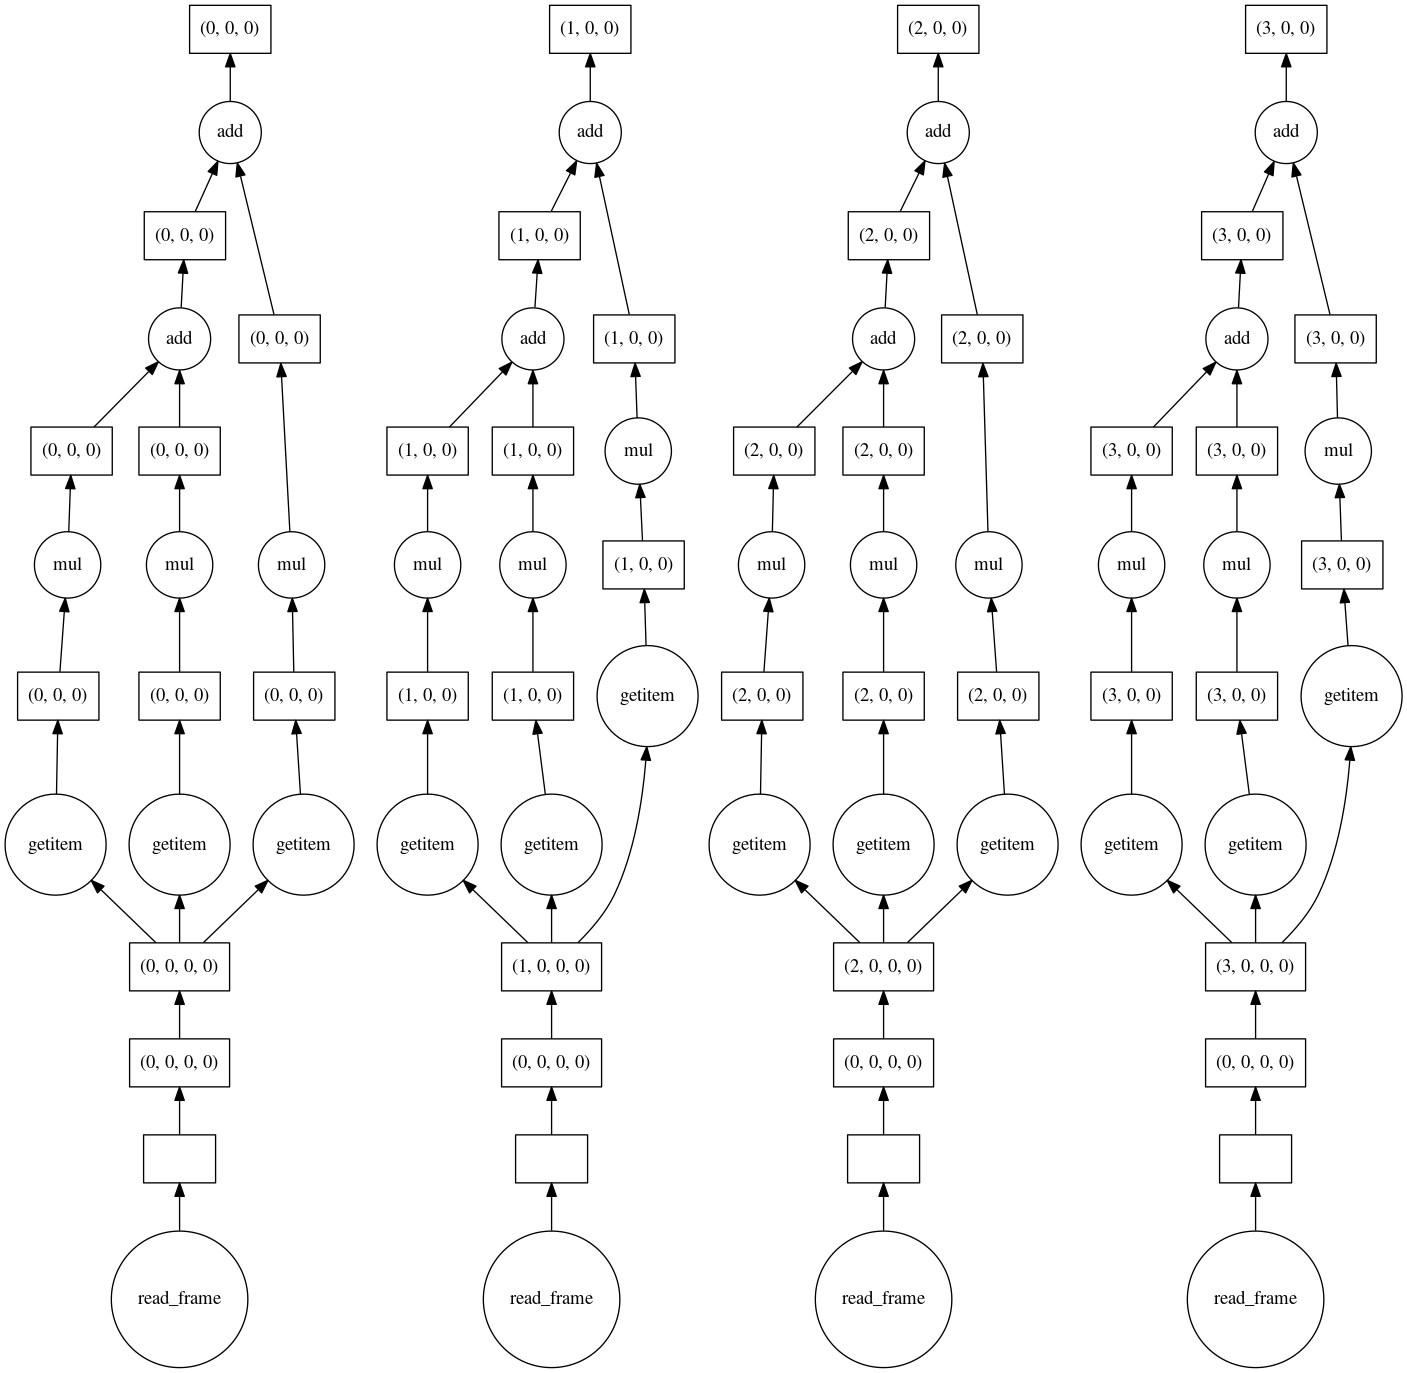 (0, 0, 0)
(1, 0, 0)
(2, 0, 0)
(3, 0, 0)
add
add
add
add
(0, 0, 0)
(1, 0, 0)
(2, 0, 0)
(3, 0, 0)
add
(0, 0, 0)
add
(1, 0, 0)
add
(2, 0, 0)
add
(3, 0, 0)
(0, 0, 0)
(0, 0, 0)
(1, 0, 0)
(1, 0, 0)
mul
(2, 0, 0)
(2, 0, 0)
(3, 0, 0)
(3, 0, 0)
mul
mul
mul
mul
mul
mul
(1, 0, 0)
mul
mul
mul
mul
mul
(3, 0, 0)
(0, 0, 0)
(0, 0, 0)
(0, 0, 0)
(1, 0, 0)
(1, 0, 0)
getitem
(2, 0, 0)
(2, 0, 0)
(2, 0, 0)
(3, 0, 0)
(3, 0, 0)
getitem
getitem
getitem
getitem
getitem
getitem
getitem
getitem
getitem
getitem
getitem
(0, 0, 0, 0)
(1, 0, 0, 0)
(2, 0, 0, 0)
(3, 0, 0, 0)
(0, 0, 0, 0)
(0, 0, 0, 0)
(0, 0, 0, 0)
(0, 0, 0, 0)
read_frame
read_frame
read_frame
read_frame